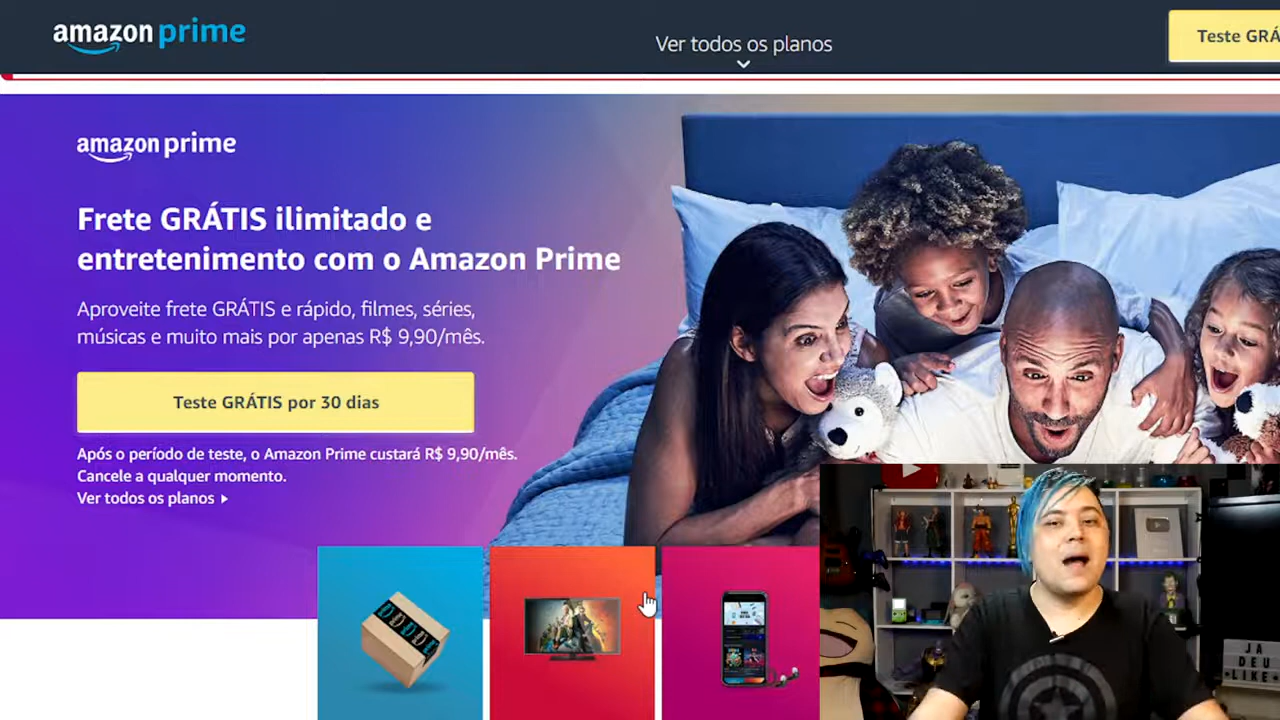 amazon prime
Ver todos os planos
Teste GRÁ
amazon prime
Frete GRÁTIS ilimitado e
entretenimento com o Amazon Prime
Aproveite frete GRÁTIS e rápido, filmes, séries,
músicas e muito mais por apenas R$ 9,90/mês.
Teste GRÁTIS por 30 dias
Após o período de teste, o Amazon Prime custará R$ 9,90/mês.
Cancele a qualquer momento.
Ver todos os planos
JA
DEU
LIKE